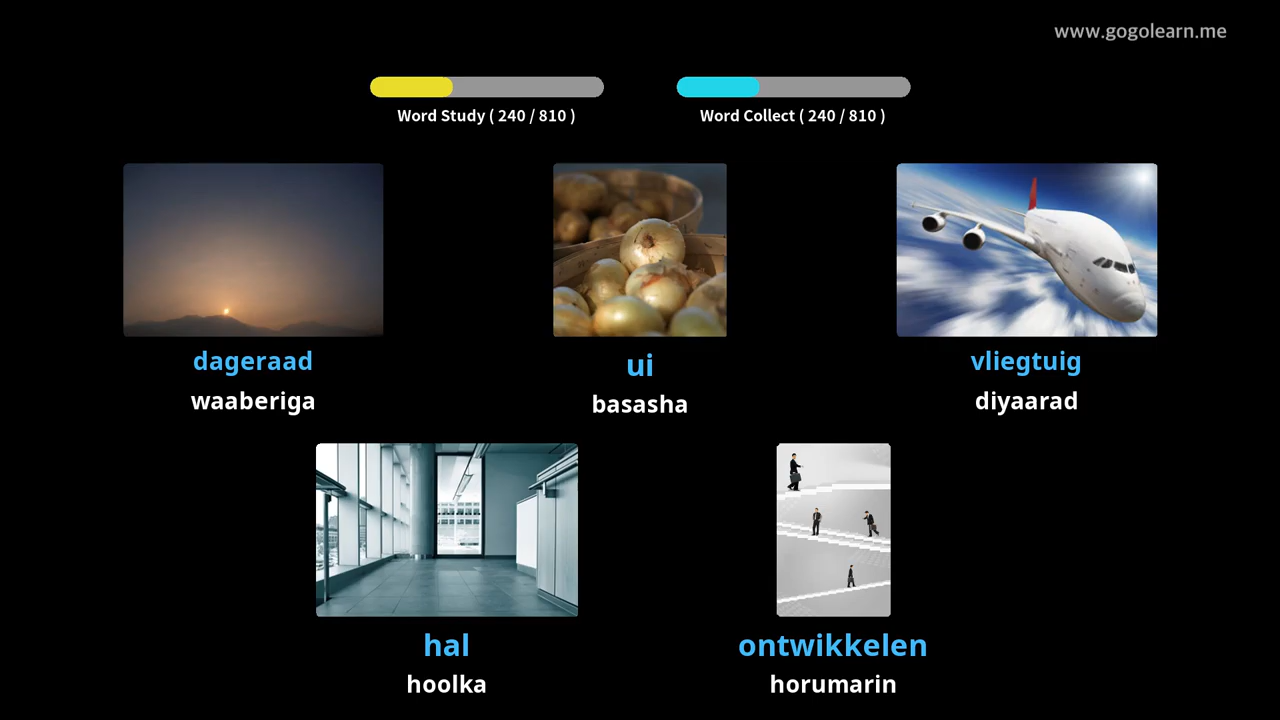 www.gogolearn.me
Word Study ( 240 / 810 )
Word Collect ( 240 / 810 )
dageraad
waaberiga
ui
basasha
vliegtuig
diyaarad
hal
hoolka
ontwikkelen
horumarin